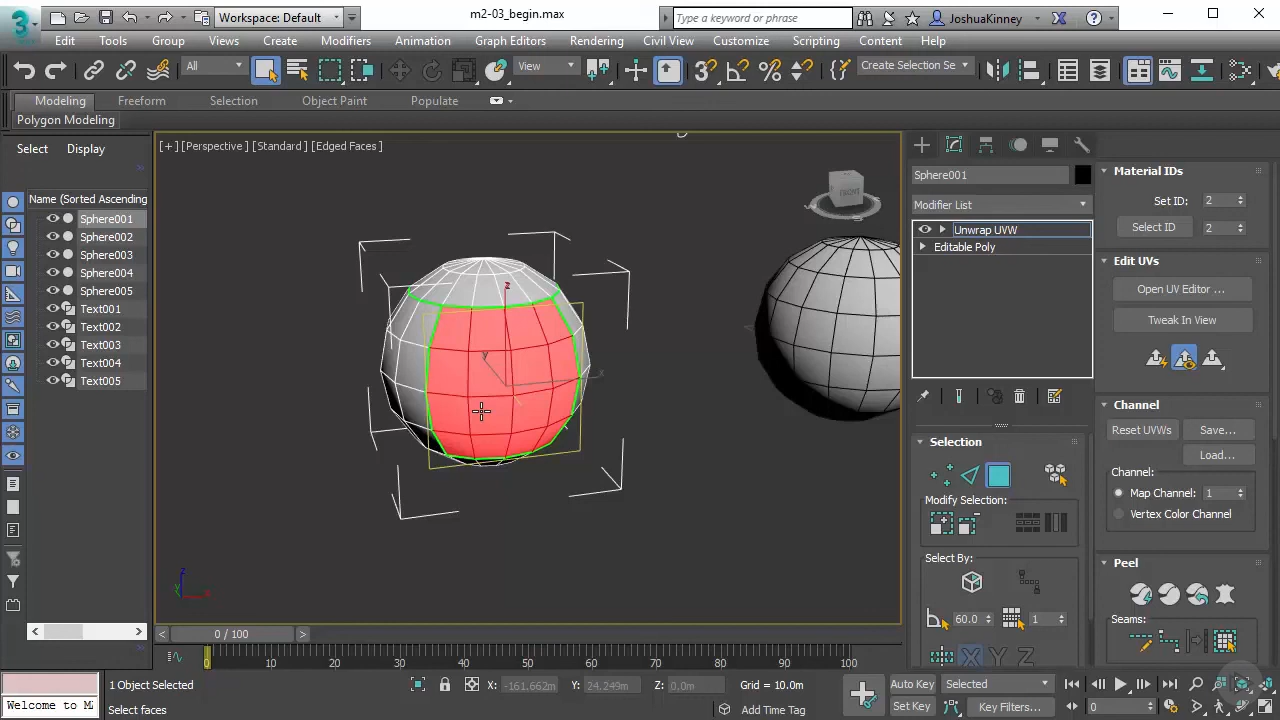 3
Workspace: Default
m2-03_begin.max
Type a keyword or phrase
JoshuaKinney
Edit Tools Group Views Create Modifiers Animation Graph Editors Rendering Civil View Customize Scripting Content Help
All
View
Create Selection Se
Modeling Freeform Selection Object Paint Populate
Polygon Modeling
Select Display
Name (Sorted Ascending
Sphere001
Sphere002
Sphere003
Sphere004
Sphere005
Text001
Text002
Text003
Text004
Text005
[+] [Perspective] [Standard] [Edged Faces]
FRONT
z
y
x
Sphere001
Modifier List
Unwrap UVW
Editable Poly
Selection
Modify Selection:
Select By:
60.0
1
X Y Z
Material IDs
Set ID: 2
Select ID 2
Edit UVs
Open UV Editor ...
Tweak In View
Channel
Reset UVWs Save...
Load...
Channel:
Map Channel: 1
Vertex Color Channel
Peel
Seams:
0 / 100
0 10 20 30 40 50 60 70 80 90 100
Welcome to M
1 Object Selected
Select faces
X: -161.662m Y: 24.249m Z: 0.0m Grid = 10.0m
Add Time Tag
Auto Key Selected
Set Key Key Filters...
0